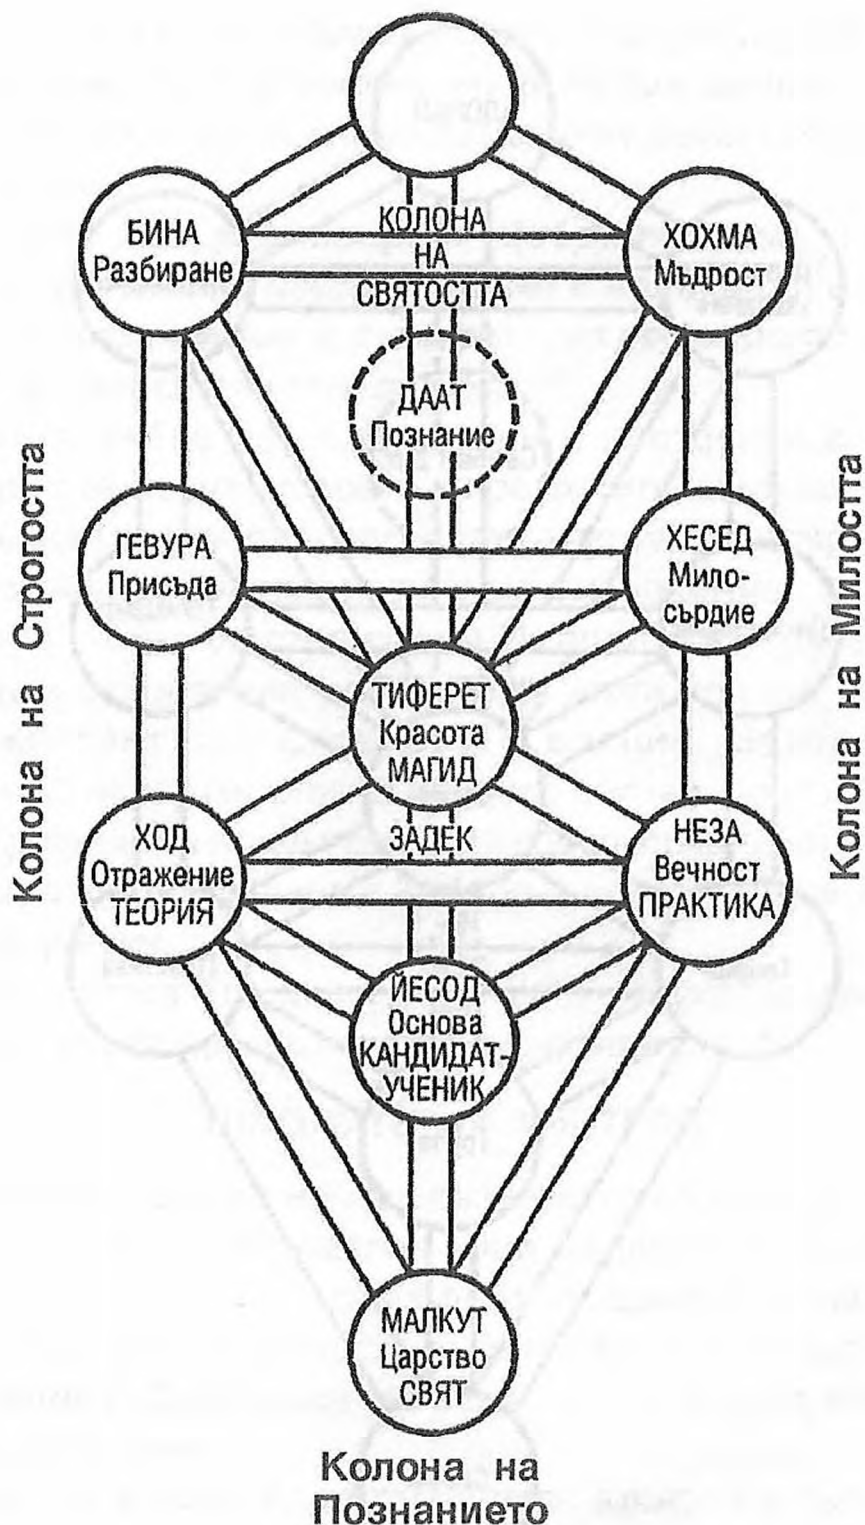 БИНА
Разбиране
КОЛОНА
НА
СВЯТОСТТА
ХОХМА
Мъдрост
ДААТ
Познание
Колона на Строгостта
ГЕВУРА
Присъда
ХЕСЕД
Мило-
сърдие
Колона на Милостта
ТИФЕРЕТ
Красота
МАГИД
ХОД
Отражение
ТЕОРИЯ
ЗАДЕК
НЕЗА
Вечност
ПРАКТИКА
ЙЕСОД
Основа
КАНДИДАТ-
УЧЕНИК
МАЛКУТ
Царство
СВЯТ
Колона на
Познанието